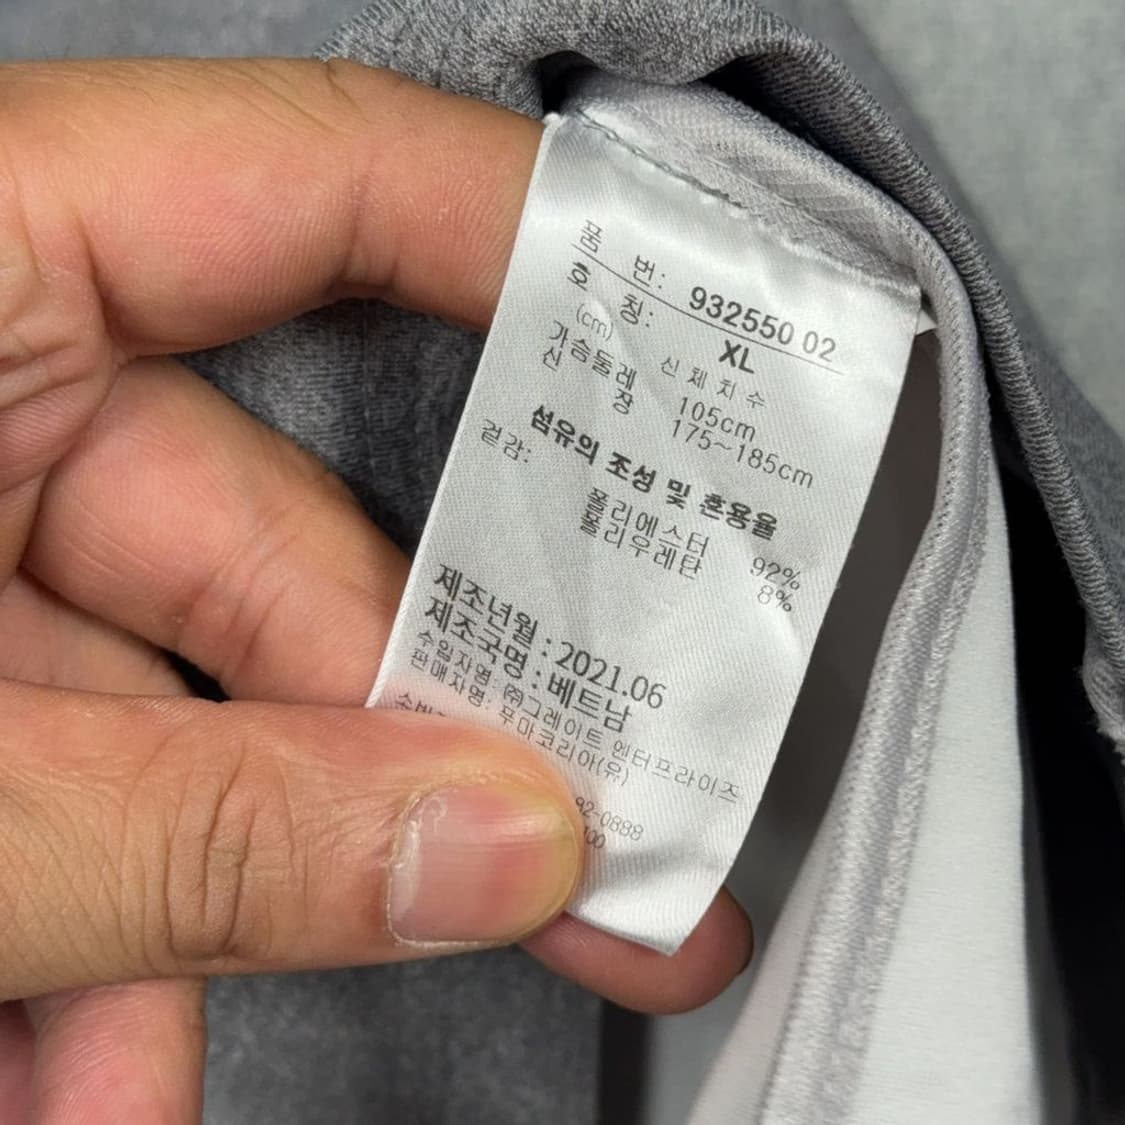 품 번: 932550 02
호 칭: XL
(cm) 신체치수
가슴둘레 105cm
신 장 175~185cm
섬유의 조성 및 혼용율
겉감: 폴리에스터 92%
폴리우레탄 8%
제조년월 : 2021.06
제조국명 : 베트남
수입자명: ㈜그레이트 엔터프라이즈
판매자명: 푸마코리아(유)
92-0888